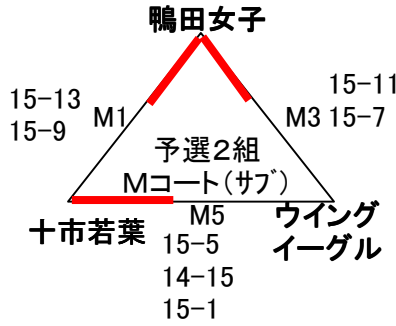 鴨田女子
15-13
15-9
M1
15-11
M3 15-7
予選2組
Mコート(サブ)
M5
十市若葉
ウイング
イーグル
15-5
14-15
15-1